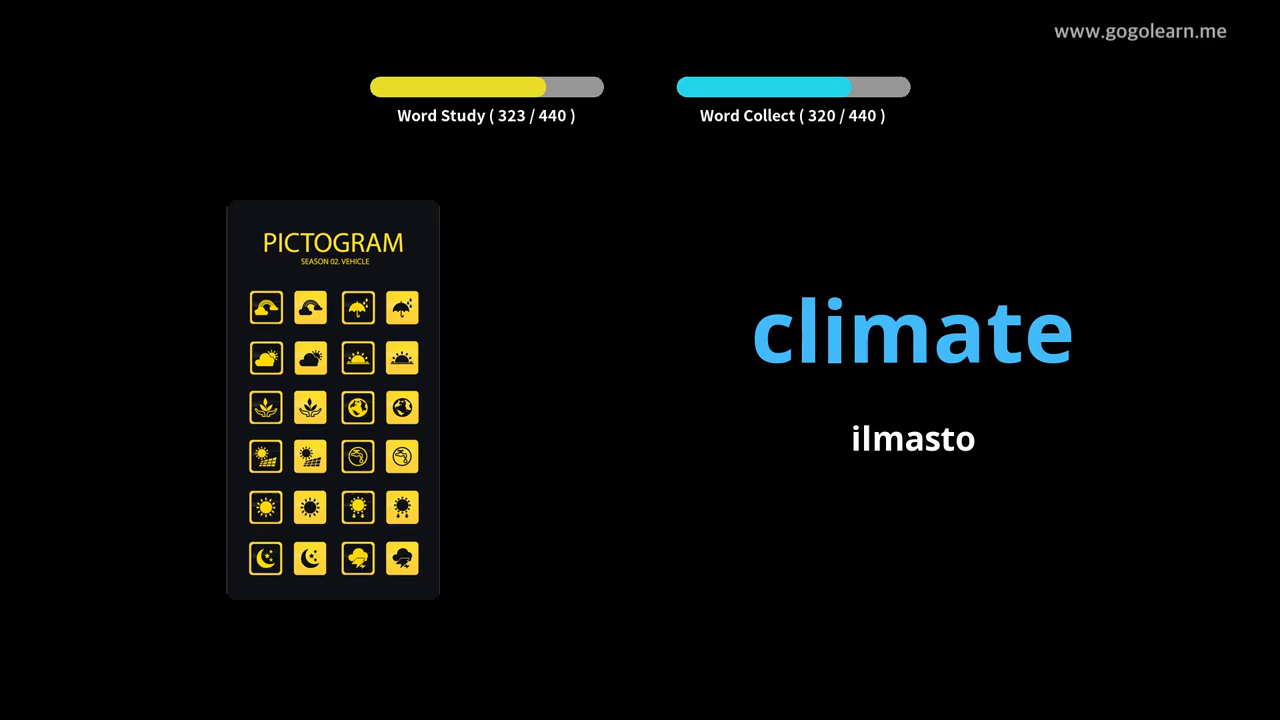 www.gogolearn.me
Word Study ( 323 / 440 )
Word Collect ( 320 / 440 )
PICTOGRAM
SEASON 02. VEHICLE
climate
ilmasto